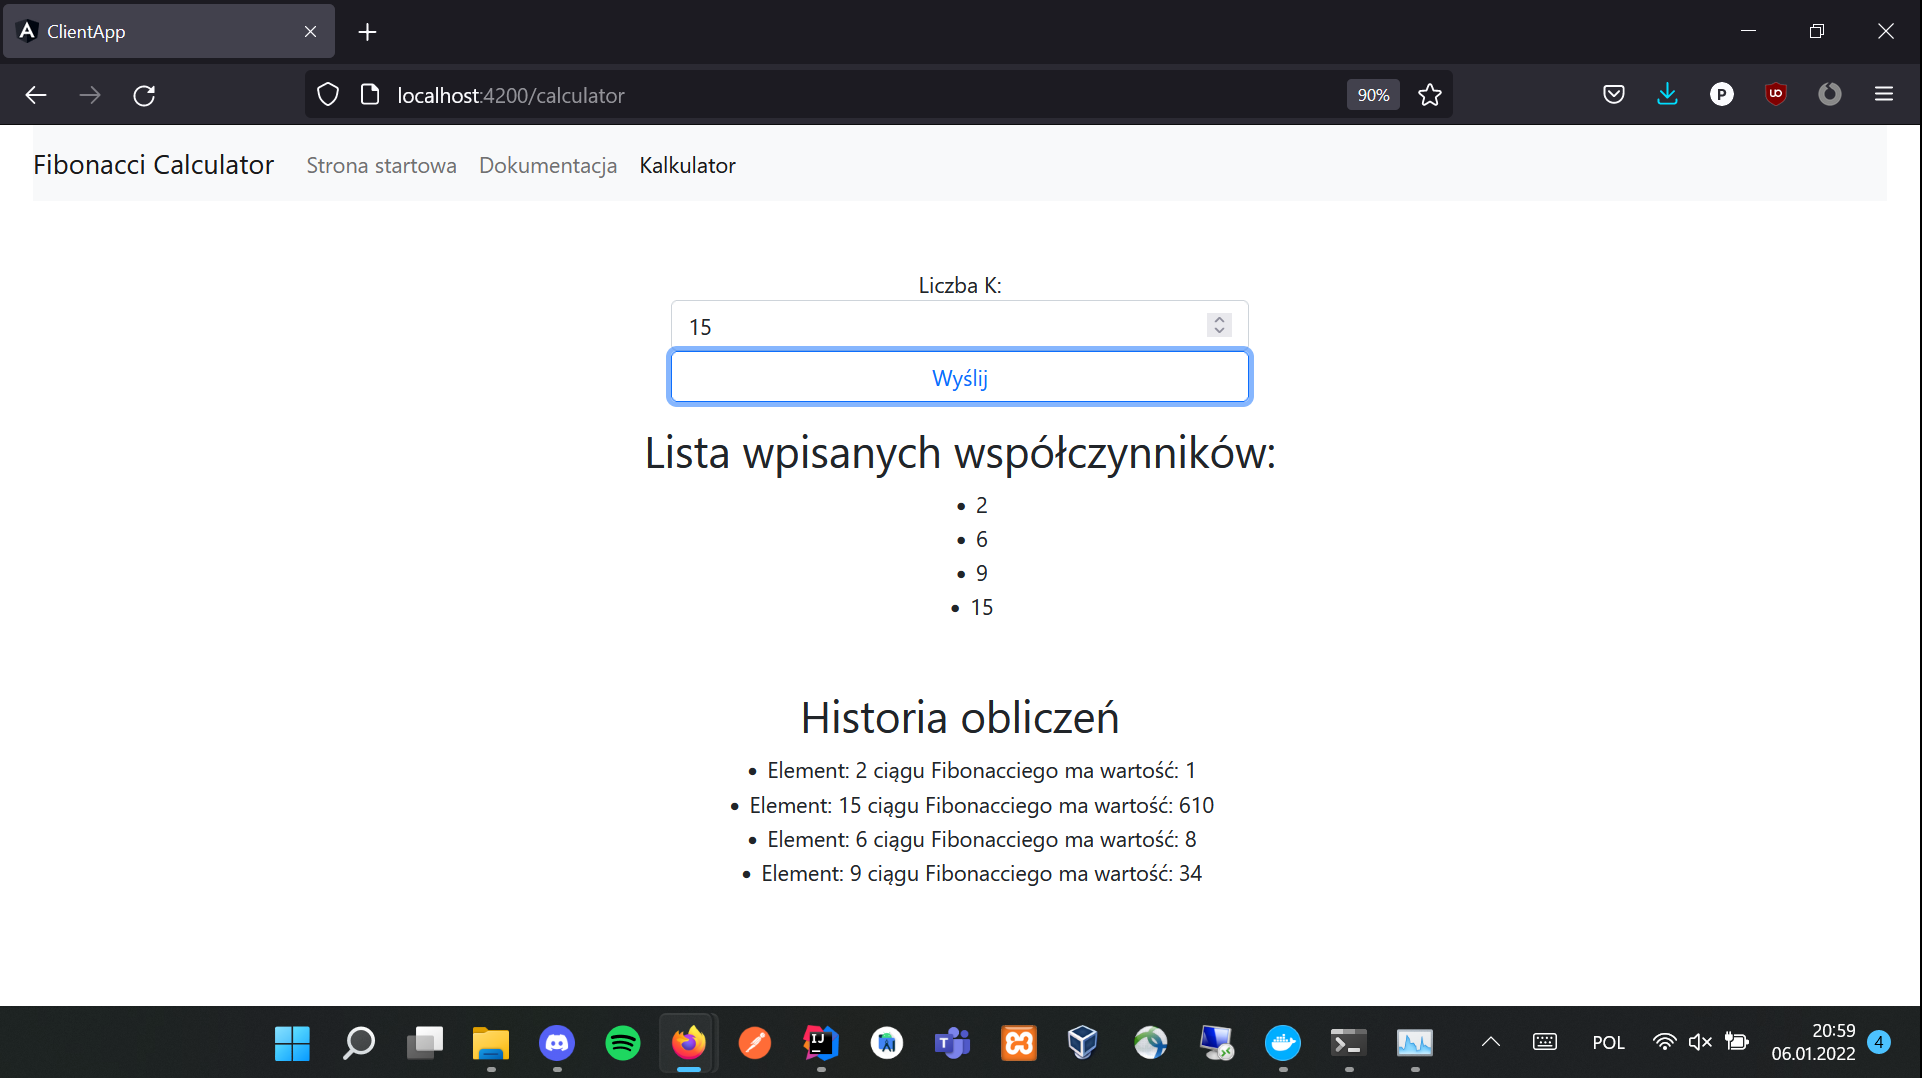 ClientApp
localhost:4200/calculator
90%
Fibonacci Calculator Strona startowa Dokumentacja Kalkulator
Liczba K:
15
Wyślij
Lista wpisanych współczynników:
2
6
9
15
Historia obliczeń
Element: 2 ciągu Fibonacciego ma wartość: 1
Element: 15 ciągu Fibonacciego ma wartość: 610
Element: 6 ciągu Fibonacciego ma wartość: 8
Element: 9 ciągu Fibonacciego ma wartość: 34
POL
20:59
06.01.2022
4